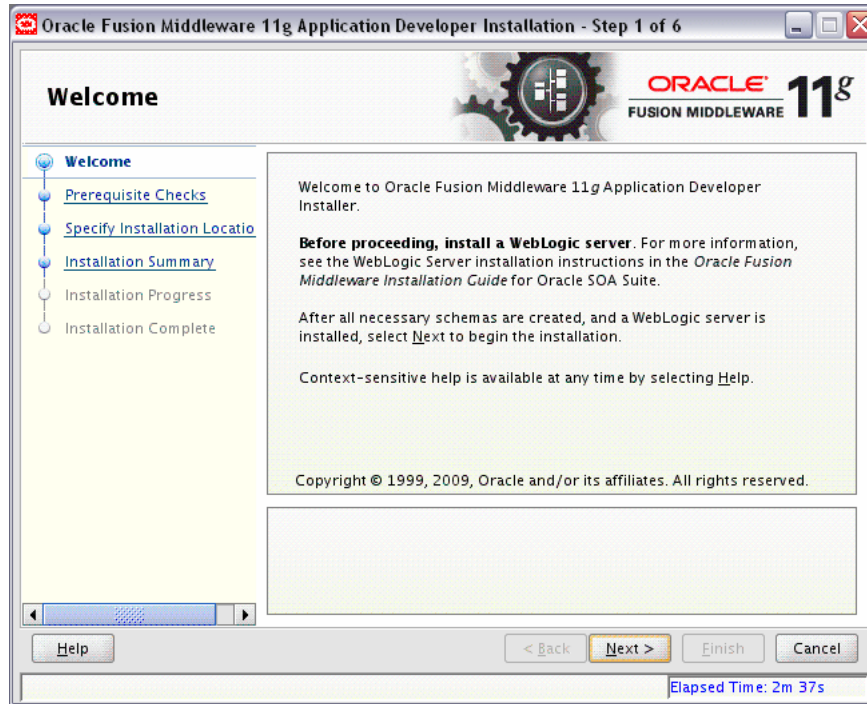 Oracle Fusion Middleware 11g Application Developer Installation - Step 1 of 6
Welcome
ORACLE
FUSION MIDDLEWARE
11g
Welcome
Prerequisite Checks
Specify Installation Locatio
Installation Summary
Installation Progress
Installation Complete
Welcome to Oracle Fusion Middleware 11g Application Developer
Installer.
Before proceeding, install a WebLogic server. For more information,
see the WebLogic Server installation instructions in the Oracle Fusion
Middleware Installation Guide for Oracle SOA Suite.
After all necessary schemas are created, and a WebLogic server is
installed, select Next to begin the installation.
Context-sensitive help is available at any time by selecting Help.
Copyright © 1999, 2009, Oracle and/or its affiliates. All rights reserved.
Help
< Back
Next >
Finish
Cancel
Elapsed Time: 2m 37s